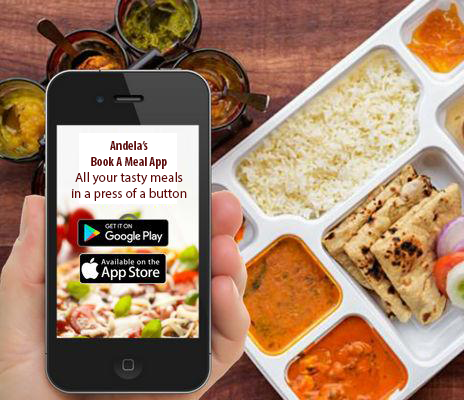 Andela's
Book A Meal App
All your tasty meals
in a press of a button
GET IT ON
Google Play
Available on the
App Store